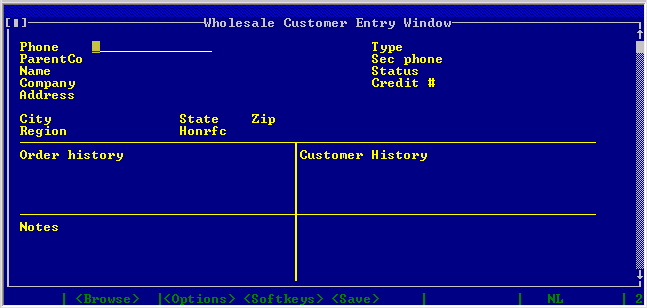 Wholesale Customer Entry Window
Phone Type
ParentCo Sec phone
Name Status
Company Credit #
Address
City State Zip
Region Honrfc
Order history Customer History
Notes
| <Browse> |<Options> <Softkeys> <Save> | | NL | 2